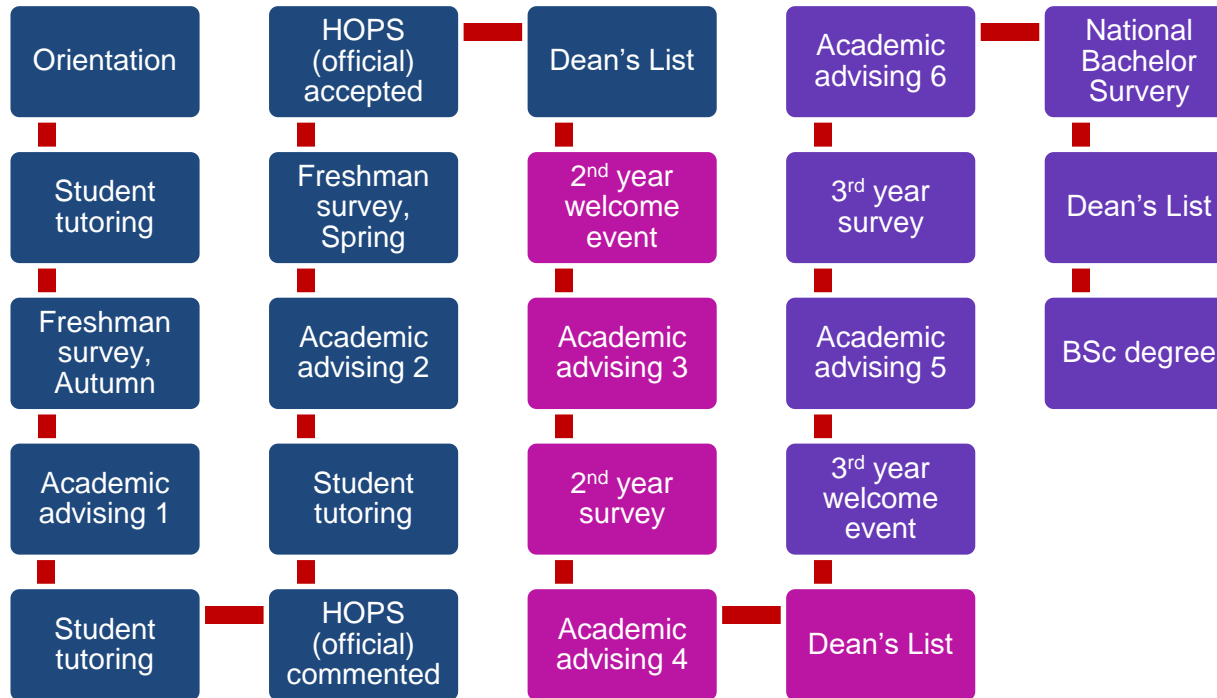 Orientation
Student
tutoring
Freshman
survey,
Autumn
Academic
advising 1
Student
tutoring
HOPS
(official)
commented
Student
tutoring
Academic
advising 2
Freshman
survey,
Spring
HOPS
(official)
accepted
Dean’s List
2nd year
welcome
event
Academic
advising 3
2nd year
survey
Academic
advising 4
Dean’s List
3rd year
welcome
event
Academic
advising 5
3rd year
survey
Academic
advising 6
National
Bachelor
Survery
Dean’s List
BSc degree